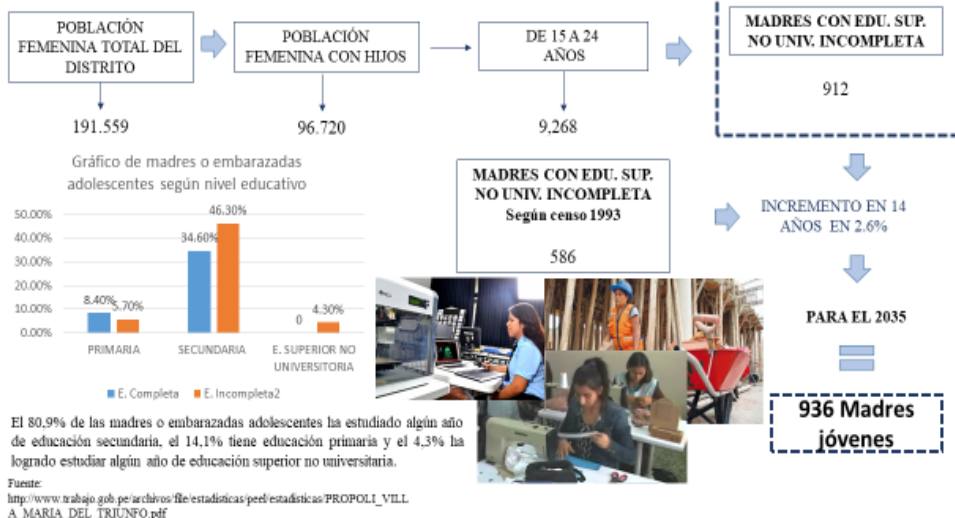 POBLACIÓN
FEMENINA TOTAL DEL
DISTRITO
191.559
POBLACIÓN
FEMENINA CON HIJOS
96.720
DE 15 A 24
AÑOS
9,268
MADRES CON EDU. SUP.
NO UNIV. INCOMPLETA
912
MADRES CON EDU. SUP.
NO UNIV. INCOMPLETA
Según censo 1993
586
INCREMENTO EN 14
AÑOS EN 2.6%
PARA EL 2035
936 Madres
jóvenes
Gráfico de madres o embarazadas
adolescentes según nivel educativo
50.00%
40.00%
30.00%
20.00%
10.00%
0.00%
8.40%
5.70%
34.60%
46.30%
0
4.30%
PRIMARIA
SECUNDARIA
E. SUPERIOR NO
UNIVERSITORIA
E. Completa
E. Incompleta2
El 80,9% de las madres o embarazadas adolescentes ha estudiado algún año
de educación secundaria, el 14,1% tiene educación primaria y el 4,3% ha
logrado estudiar algún año de educación superior no universitaria.
Fuente:
http://www.trabajo.gob.pe/archivos/file/estadisticas/peel/estadisticas/PROPOLI_VILL
A_MARIA_DEL_TRIUNFO.pdf